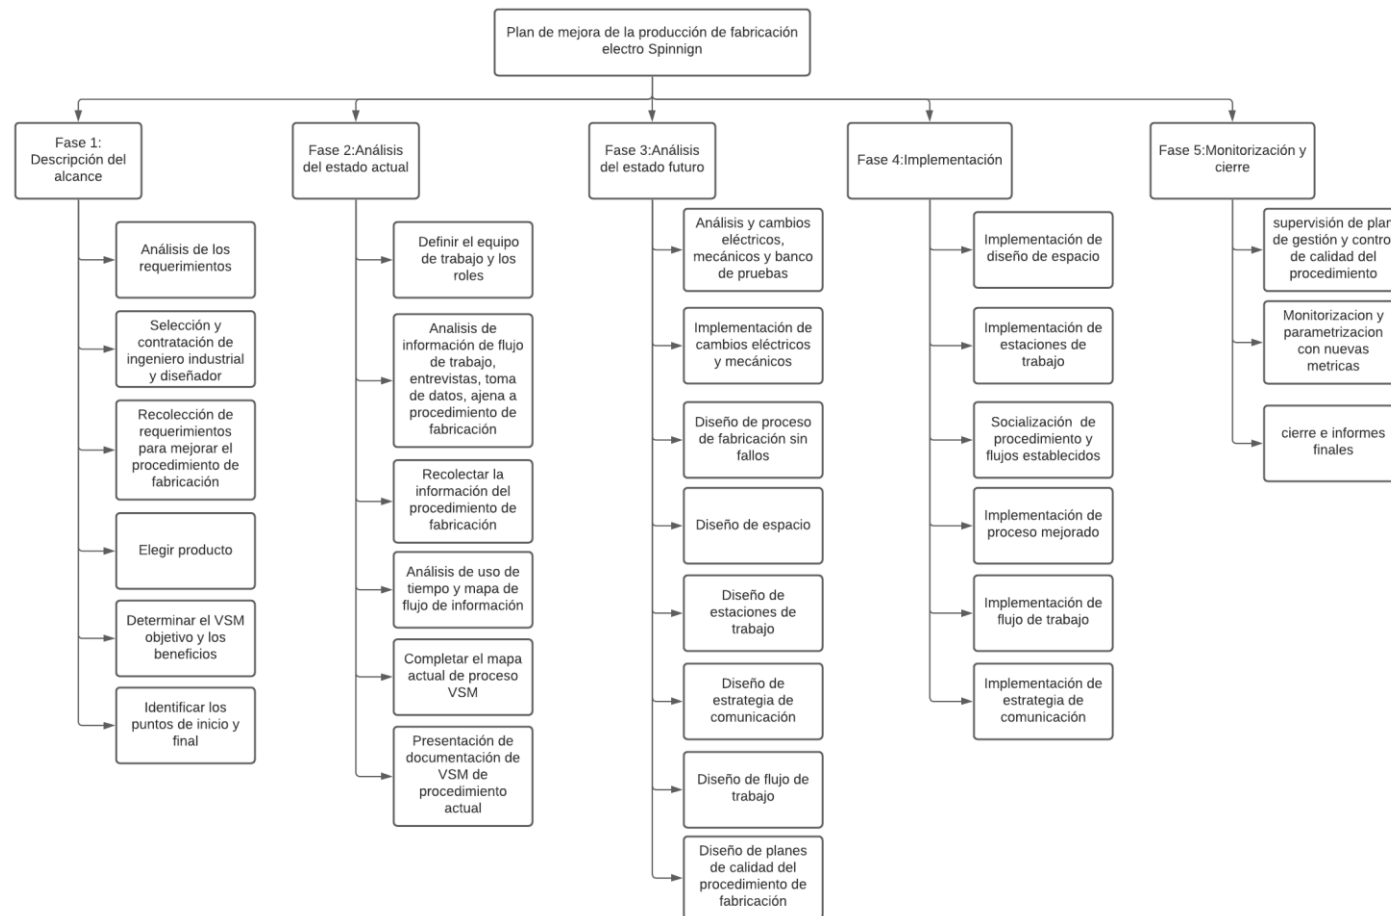 Plan de mejora de la producción de fabricación
electro Spinnign
Fase 1:
Descripción del
alcance
Análisis de los
requerimientos
Selección y
contratación de
ingeniero industrial
y diseñador
Recolección de
requerimientos
para mejorar el
procedimiento de
fabricación
Elegir producto
Determinar el VSM
objetivo y los
beneficios
Identificar los
puntos de inicio y
final
Fase 2:Análisis
del estado actual
Definir el equipo
de trabajo y los
roles
Analisis de
información de flujo
de trabajo,
entrevistas, toma
de datos, ajena a
procedimiento de
fabricación
Recolectar la
información del
procedimiento de
fabricación
Análisis de uso de
tiempo y mapa de
flujo de información
Completar el mapa
actual de proceso
VSM
Presentación de
documentación de
VSM de
procedimiento
actual
Fase 3:Análisis
del estado futuro
Análisis y cambios
eléctricos,
mecánicos y banco
de pruebas
Implementación de
cambios eléctricos
y mecánicos
Diseño de proceso
de fabricación sin
fallos
Diseño de espacio
Diseño de
estaciones de
trabajo
Diseño de
estrategia de
comunicación
Diseño de flujo de
trabajo
Diseño de planes
de calidad del
procedimiento de
fabricación
Fase 4:Implementación
Implementación de
diseño de espacio
Implementación de
estaciones de
trabajo
Socialización de
procedimiento y
flujos establecidos
Implementación de
proceso mejorado
Implementación de
flujo de trabajo
Implementación de
estrategia de
comunicación
Fase 5:Monitorización y
cierre
supervisión de plan
de gestión y control
de calidad del
procedimiento
Monitorizacion y
parametrizacion
con nuevas
metricas
cierre e informes
finales